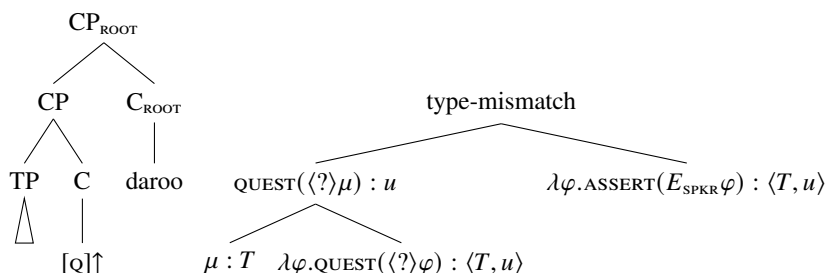 CP_ROOT
CP C_ROOT type-mismatch
TP C daroo QUEST(⟨?⟩μ) : u λφ.ASSERT(E_SPKR φ) : ⟨T, u⟩
[Q]↑ μ : T λφ.QUEST(⟨?⟩φ) : ⟨T, u⟩